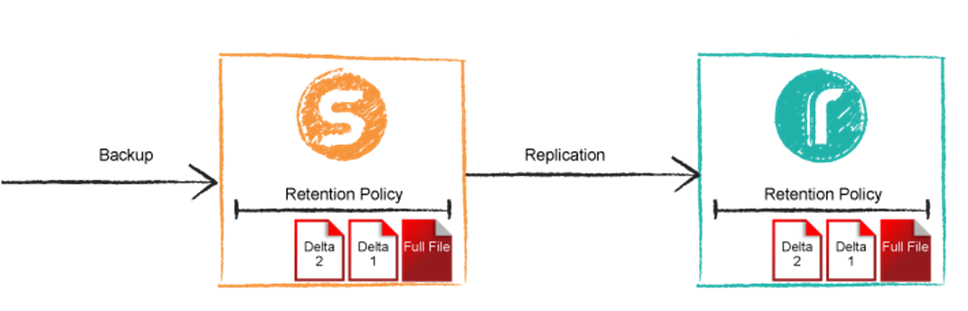 Backup
S
Retention Policy
Delta
2
Delta
1
Full File
Replication
r
Retention Policy
Delta
2
Delta
1
Full File